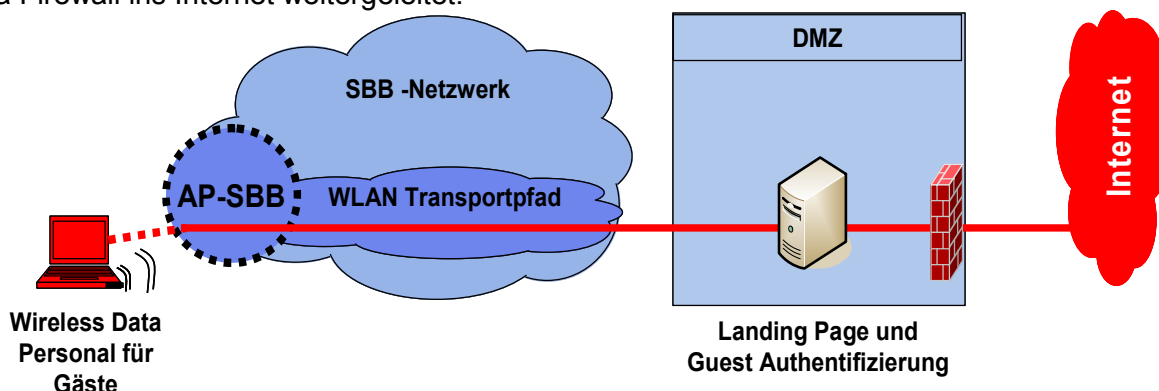 Firewall ins Internet weitergeleitet.
DMZ
SBB -Netzwerk
Internet
AP-SBB
WLAN Transportpfad
Wireless Data
Personal für
Gäste
Landing Page und
Guest Authentifizierung